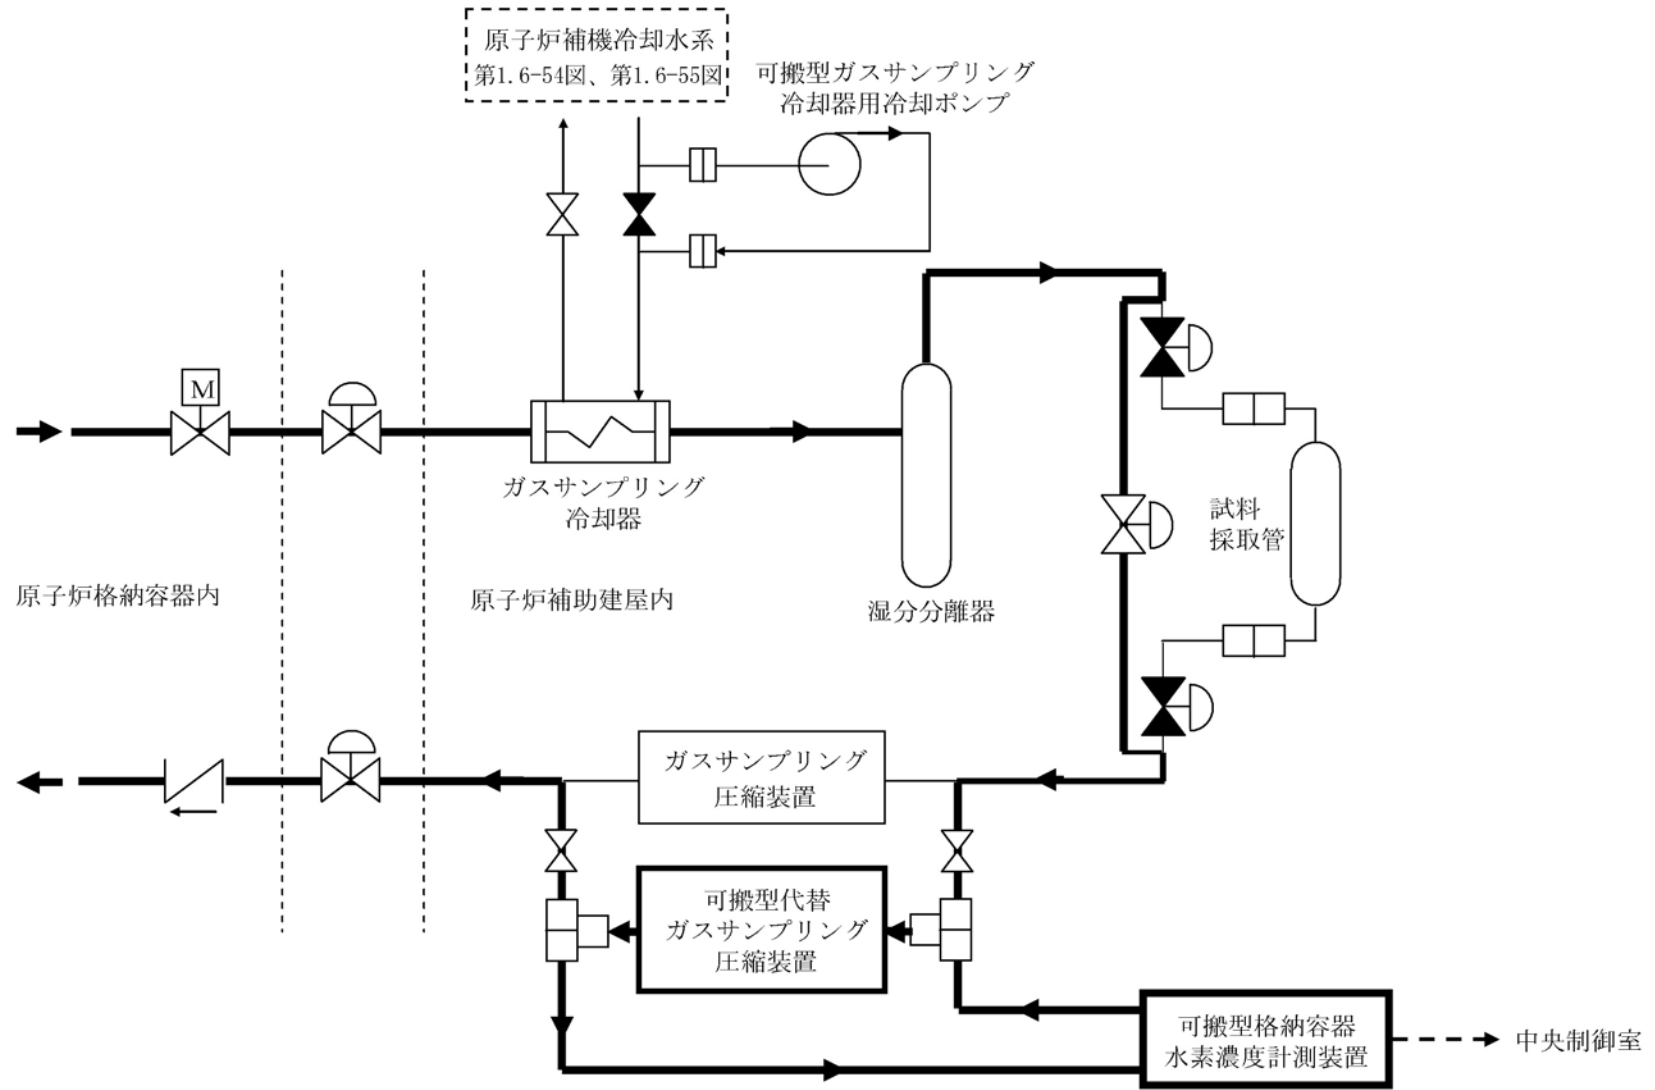 原子炉補機冷却水系
第1.6-54図、第1.6-55図
可搬型ガスサンプリング
冷却器用冷却ポンプ
M
ガスサンプリング
冷却器
試料
採取管
原子炉格納容器内
原子炉補助建屋内
湿分分離器
ガスサンプリング
圧縮装置
可搬型代替
ガスサンプリング
圧縮装置
可搬型格納容器
水素濃度計測装置
中央制御室